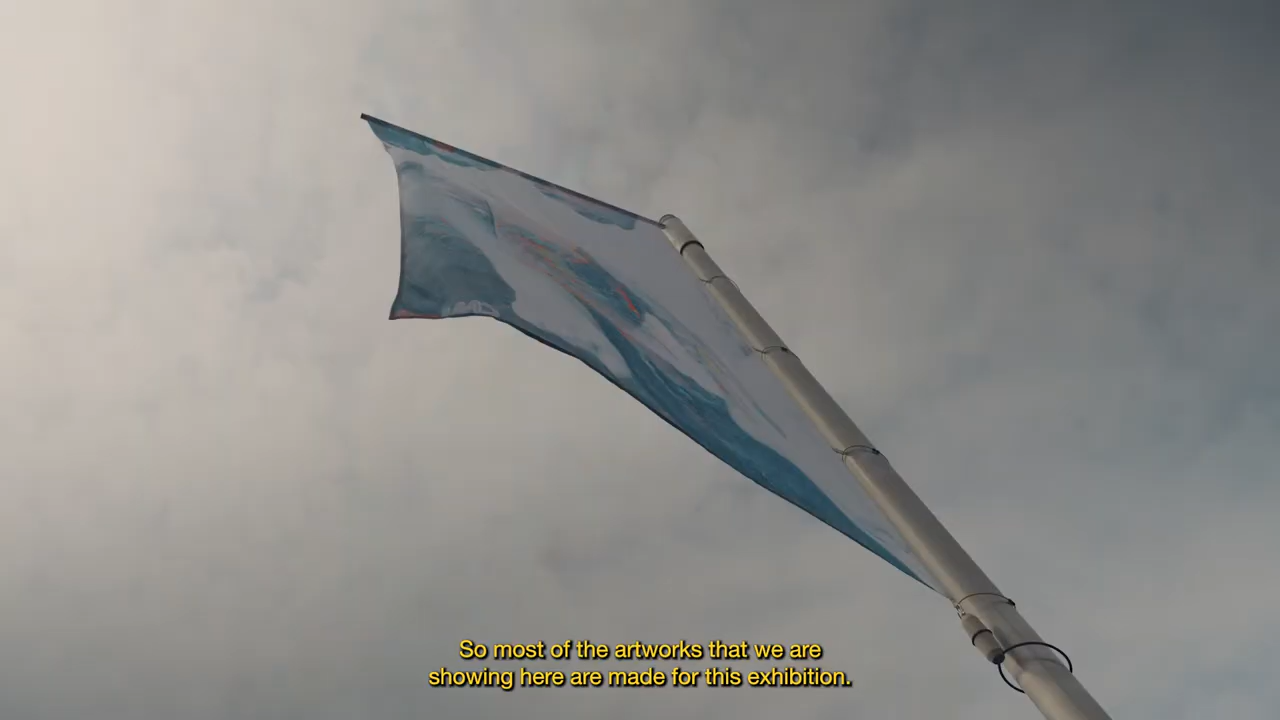 So most of the artworks that we are
showing here are made for this exhibition.